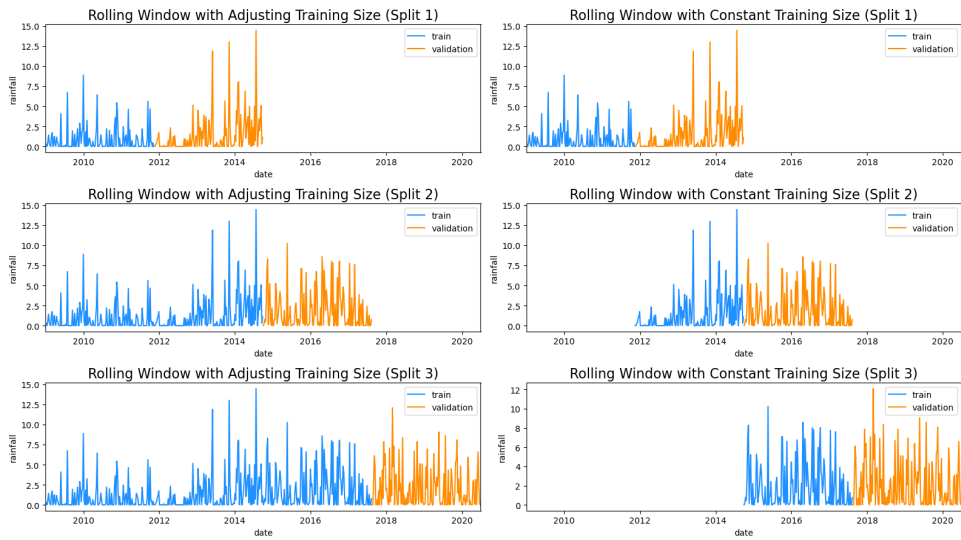 Rolling Window with Adjusting Training Size (Split 1)
15.0
12.5
10.0
7.5
5.0
2.5
0.0
rainfall
train
validation
2010 2012 2014 2016 2018 2020
date
Rolling Window with Constant Training Size (Split 1)
15.0
12.5
10.0
7.5
5.0
2.5
0.0
rainfall
train
validation
2010 2012 2014 2016 2018 2020
date
Rolling Window with Adjusting Training Size (Split 2)
15.0
12.5
10.0
7.5
5.0
2.5
0.0
rainfall
train
validation
2010 2012 2014 2016 2018 2020
date
Rolling Window with Constant Training Size (Split 2)
15.0
12.5
10.0
7.5
5.0
2.5
0.0
rainfall
train
validation
2010 2012 2014 2016 2018 2020
date
Rolling Window with Adjusting Training Size (Split 3)
15.0
12.5
10.0
7.5
5.0
2.5
0.0
rainfall
train
validation
2010 2012 2014 2016 2018 2020
date
Rolling Window with Constant Training Size (Split 3)
12
10
8
6
4
2
0
rainfall
train
validation
2010 2012 2014 2016 2018 2020
date